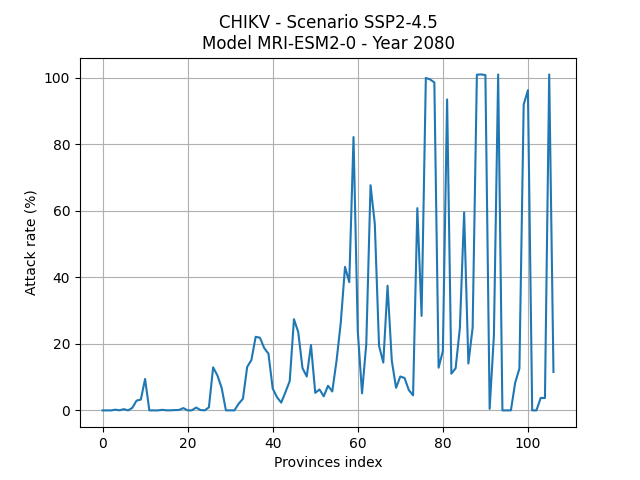 CHIKV - Scenario SSP2-4.5
Model MRI-ESM2-0 - Year 2080
100
80
60
40
20
0
Attack rate (%)
0 20 40 60 80 100
Provinces index